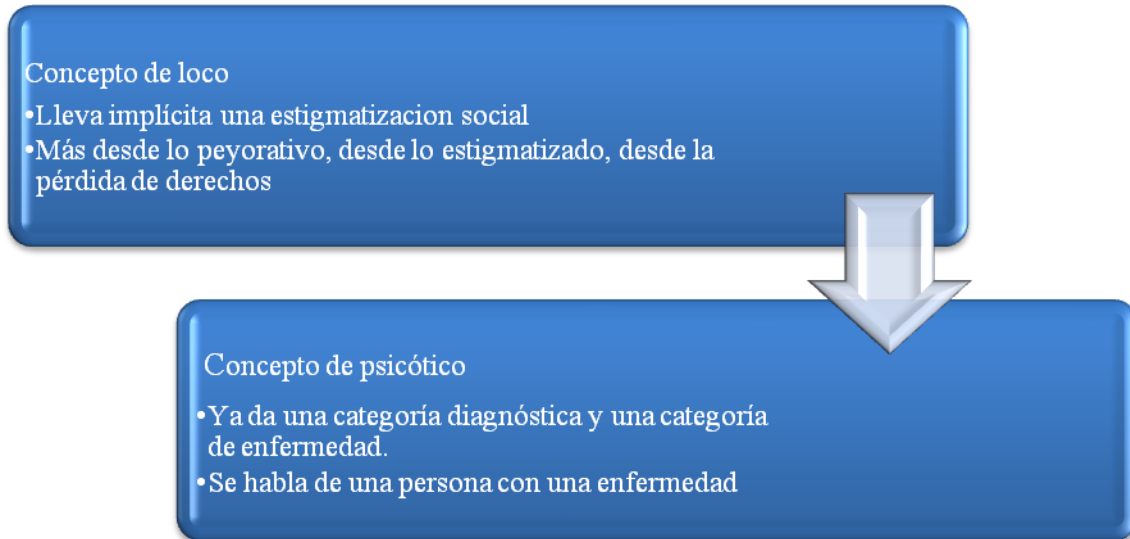 Concepto de loco
•Lleva implícita una estigmatizacion social
•Más desde lo peyorativo, desde lo estigmatizado, desde la
pérdida de derechos
Concepto de psicótico
•Ya da una categoría diagnóstica y una categoría
de enfermedad.
•Se habla de una persona con una enfermedad